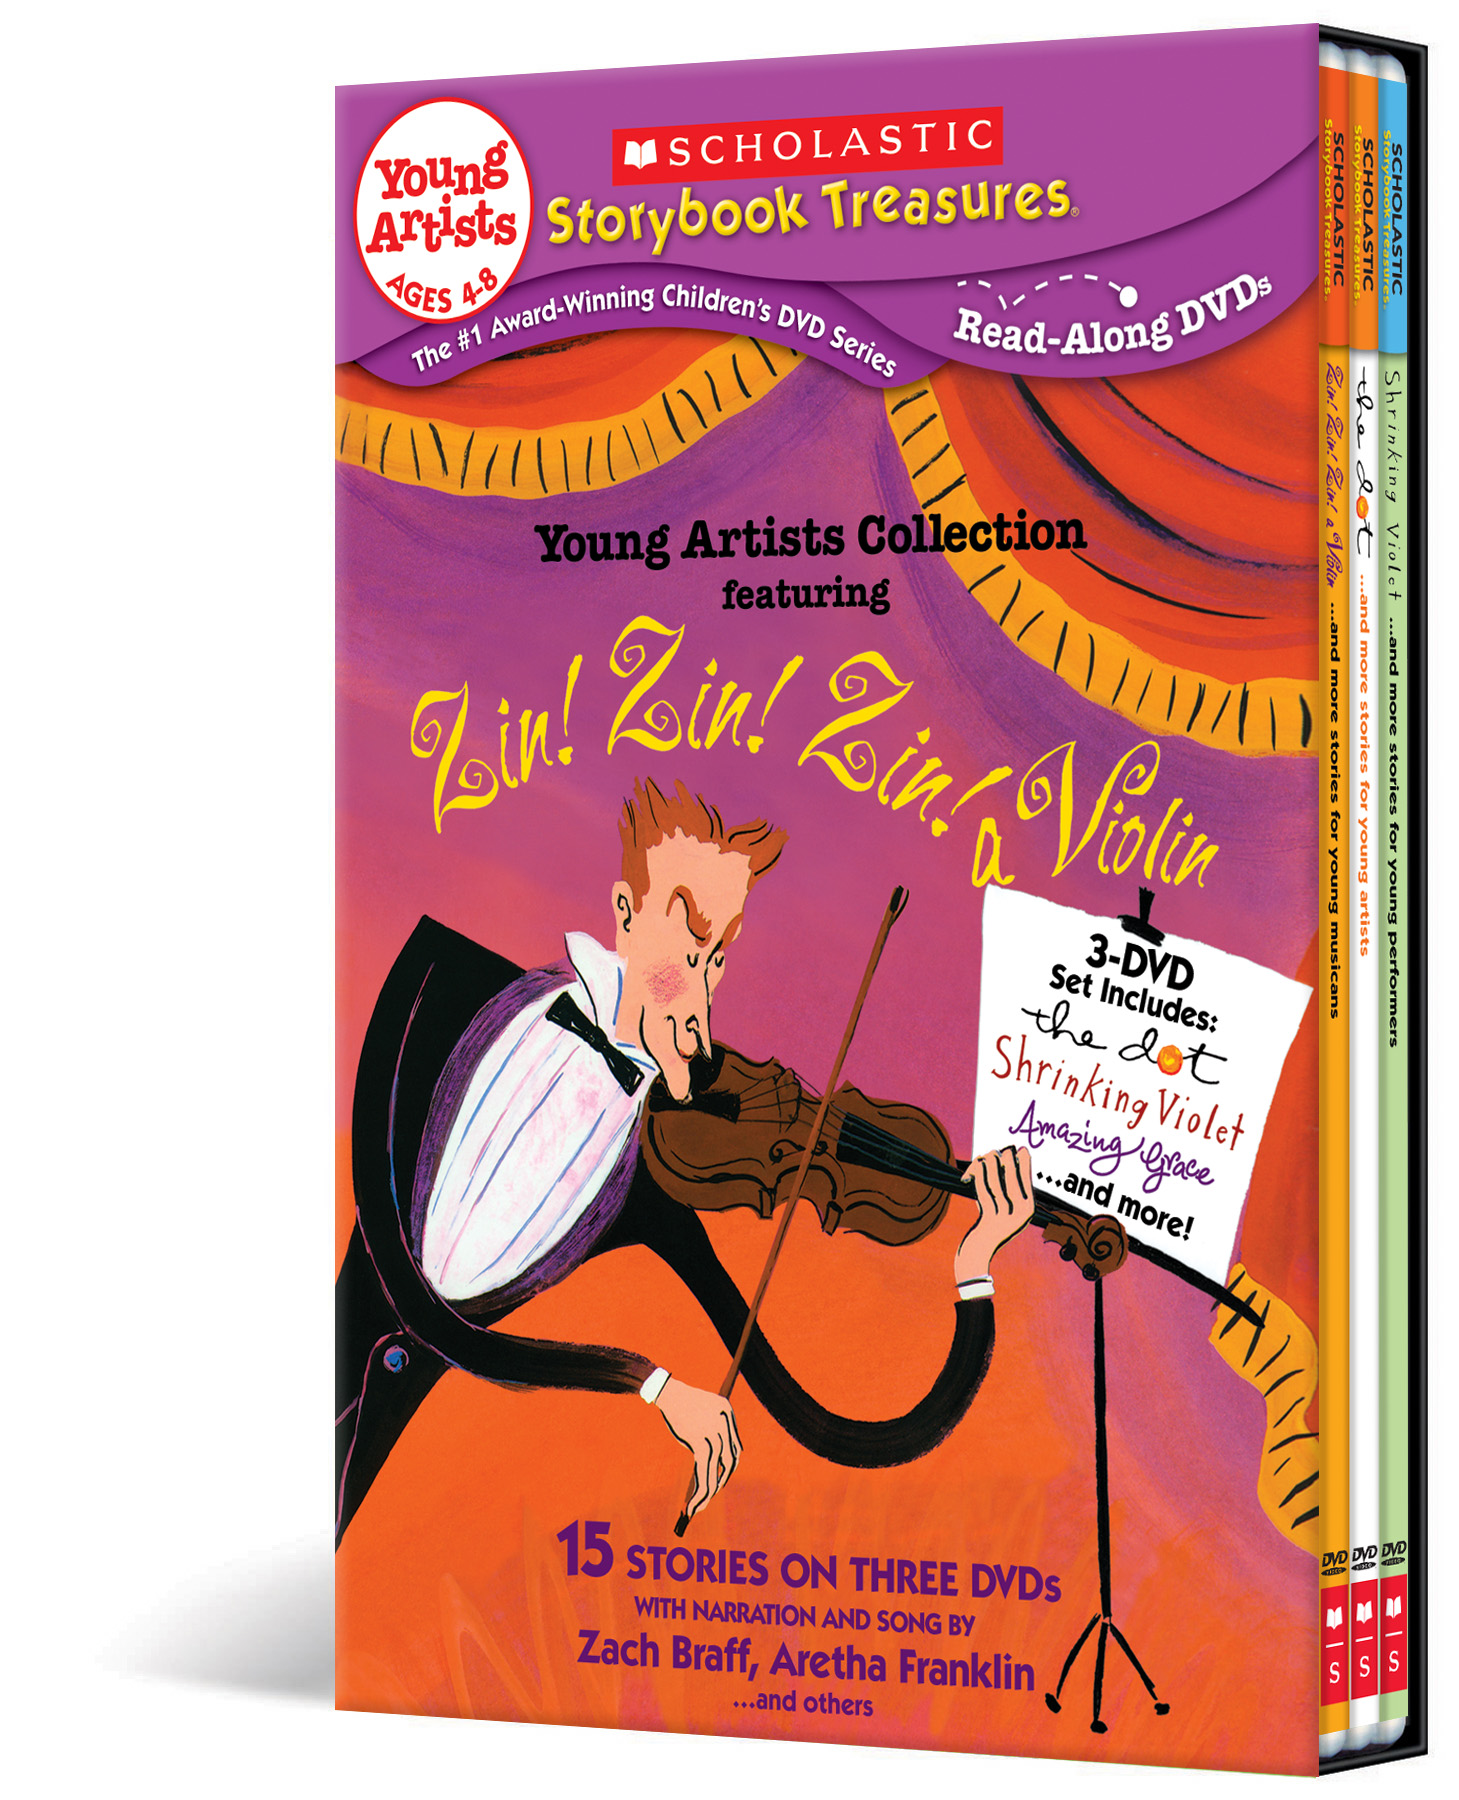 Young
Artists
AGES 4-8
SCHOLASTIC
Storybook Treasures®
The #1 Award-Winning Children's DVD Series
Read-Along DVDs
Young Artists Collection
featuring
Zin! Zin! Zin! a Violin
3-DVD
Set Includes:
the dot
Shrinking Violet
Amazing Grace
...and more!
15 STORIES ON THREE DVDs
WITH NARRATION AND SONG BY
Zach Braff, Aretha Franklin
...and others
SCHOLASTIC
Storybook Treasures®
Zin! Zin! Zin! a Violin ...and more stories for young musicans
DVD
VIDEO
S
SCHOLASTIC
Storybook Treasures®
the dot ...and more stories for young artists
DVD
VIDEO
S
SCHOLASTIC
Storybook Treasures®
Shrinking Violet ...and more stories for young performers
DVD
VIDEO
S